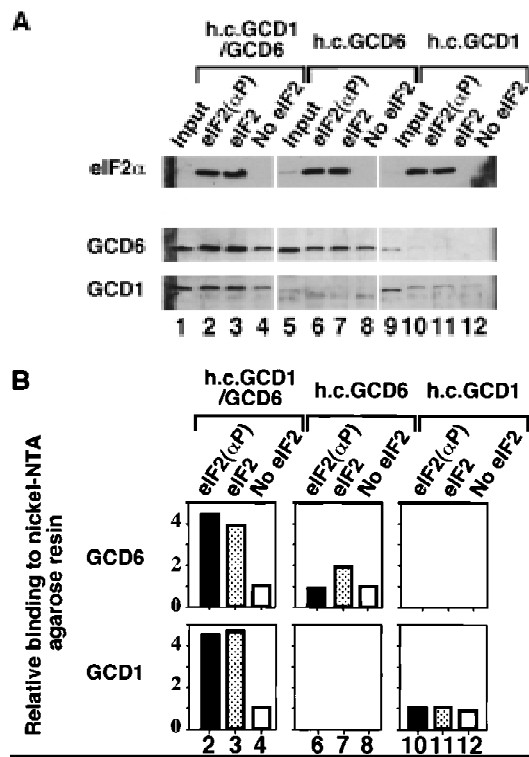 A
h.c.GCD1
/GCD6
h.c.GCD6
h.c.GCD1
Input
eIF2(αP)
eIF2
No eIF2
Input
eIF2(αP)
eIF2
No eIF2
Input
eIF2(αP)
eIF2
No eIF2
eIF2α
GCD6
GCD1
1 2 3 4 5 6 7 8 9 10 11 12
B
h.c.GCD1
/GCD6
h.c.GCD6
h.c.GCD1
eIF2(αP)
eIF2
No eIF2
eIF2(αP)
eIF2
No eIF2
eIF2(αP)
eIF2
No eIF2
Relative binding to nickel-NTA
agarose resin
GCD6
4
2
0
GCD1
4
2
0
2 3 4 6 7 8 10 11 12